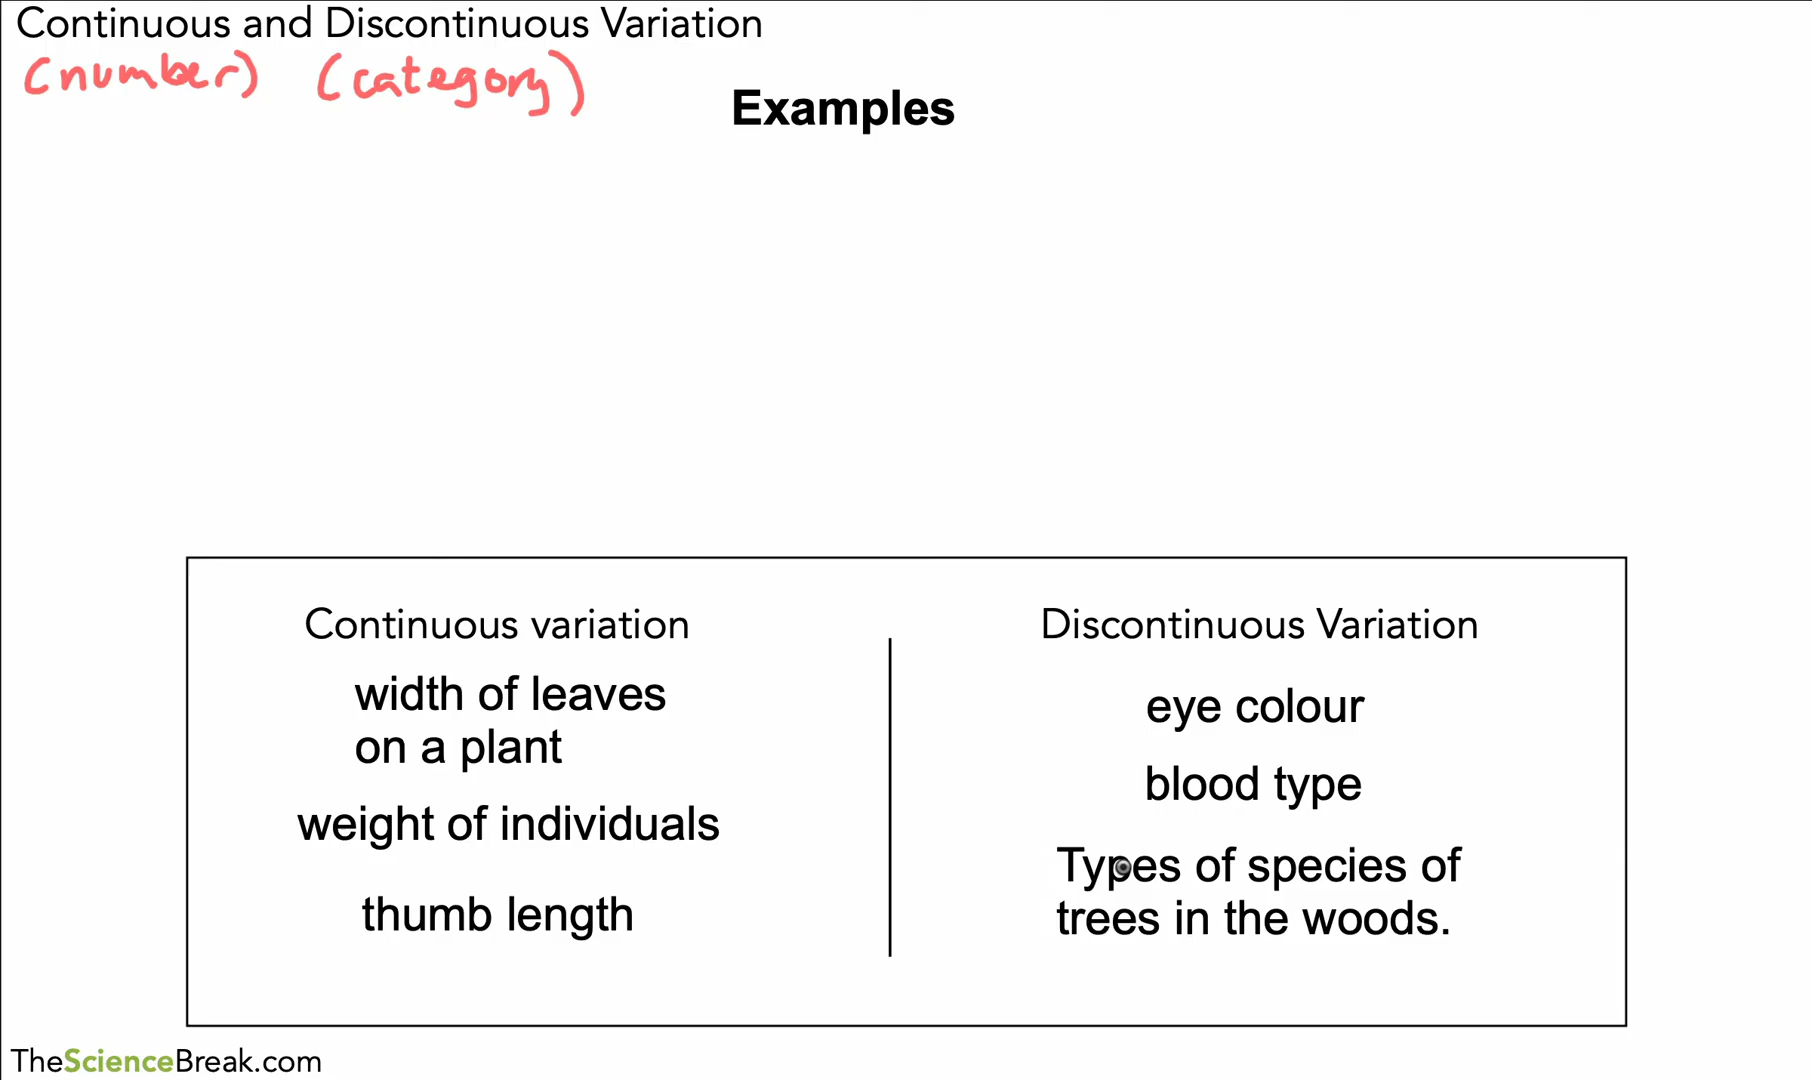 Continuous and Discontinuous Variation
(number) (category)
Examples
Continuous variation
width of leaves
on a plant
weight of individuals
thumb length
Discontinuous Variation
eye colour
blood type
Types of species of
trees in the woods.
TheScienceBreak.com